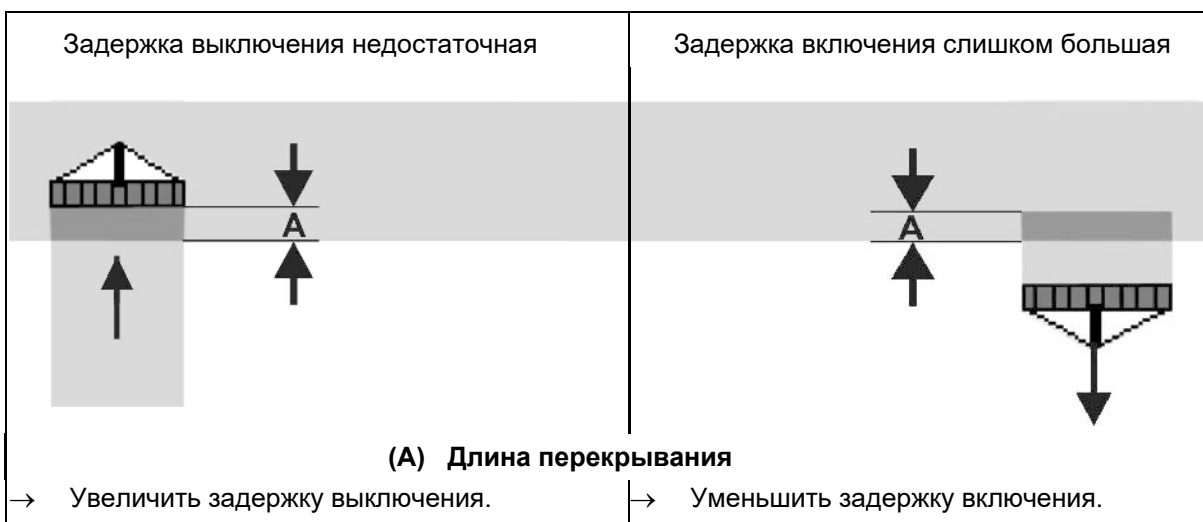 Задержка выключения недостаточная
Задержка включения слишком большая
A
A
(A) Длина перекрывания
→ Увеличить задержку выключения.
→ Уменьшить задержку включения.